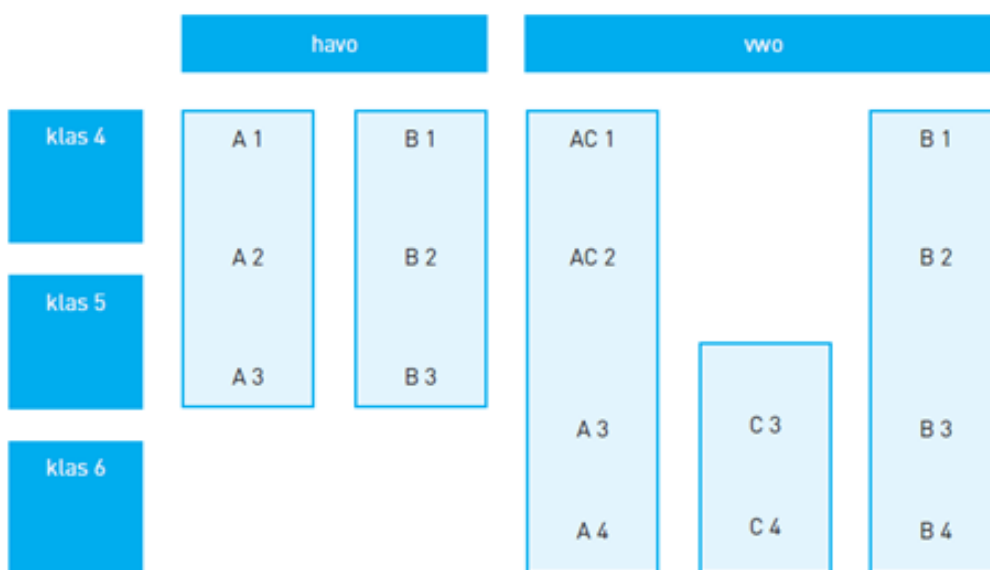 havo
vwo
klas 4
A 1
B 1
AC 1
B 1
A 2
B 2
AC 2
B 2
klas 5
A 3
B 3
A 3
C 3
B 3
klas 6
A 4
C 4
B 4